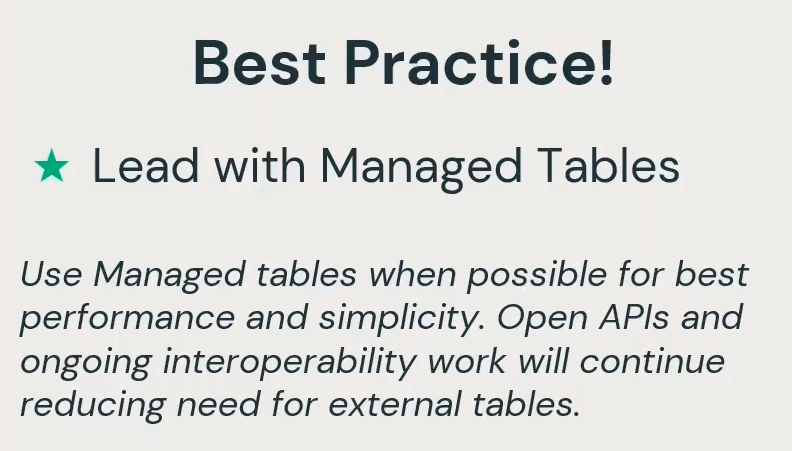 Best Practice!
Lead with Managed Tables
Use Managed tables when possible for best
performance and simplicity. Open APIs and
ongoing interoperability work will continue
reducing need for external tables.